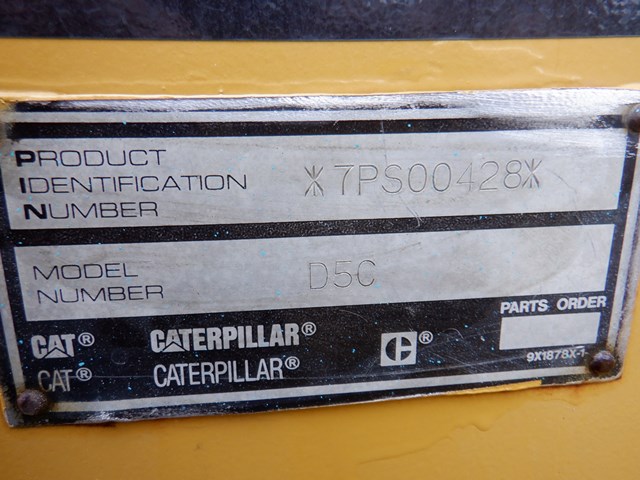 PRODUCT
IDENTIFICATION
NUMBER
*7PS00428*
MODEL
NUMBER
D5C
PARTS ORDER
CAT® CATERPILLAR® C®
CAT® CATERPILLAR®
9X1878X-1